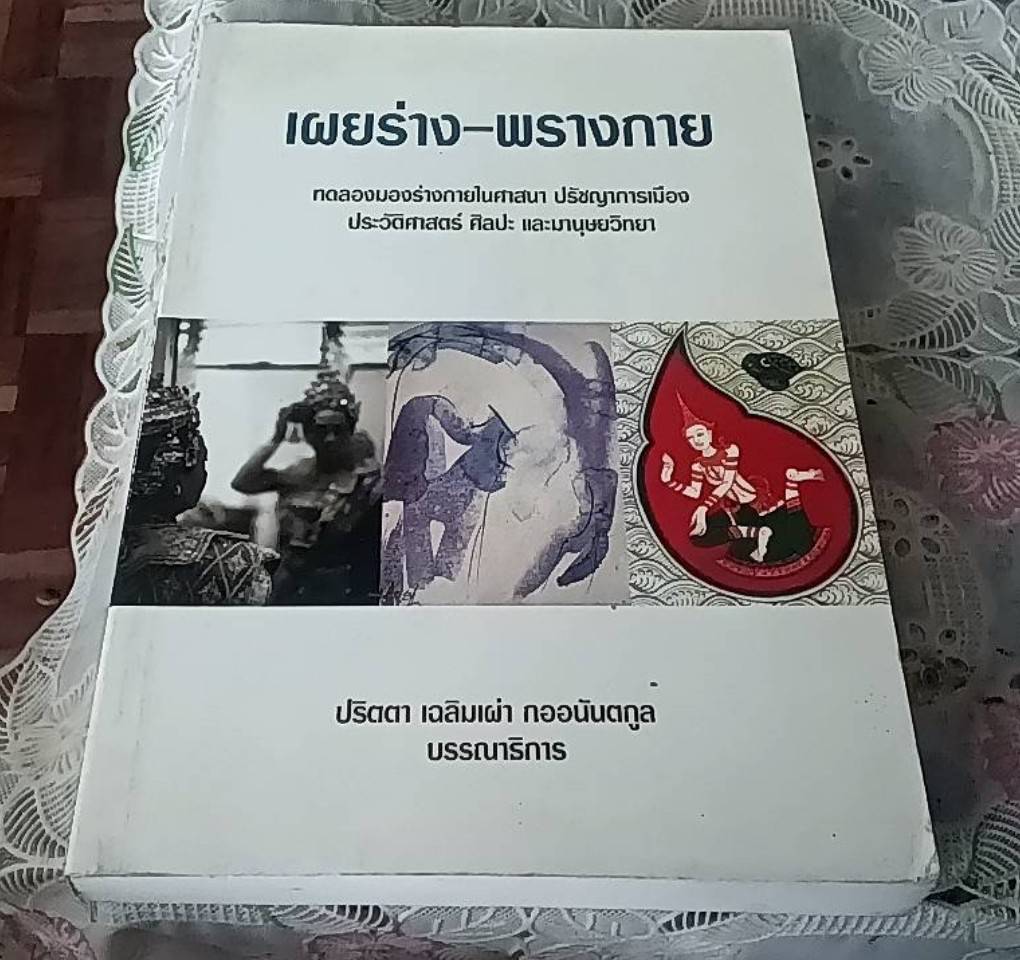 เผยร่าง–พรางกาย
ทดลองมองร่างกายในศาสนา ปรัชญาการเมือง
ประวัติศาสตร์ ศิลปะ และมานุษยวิทยา
ปริตตา เฉลิมเผ่า กออนันตกูล
บรรณาธิการ